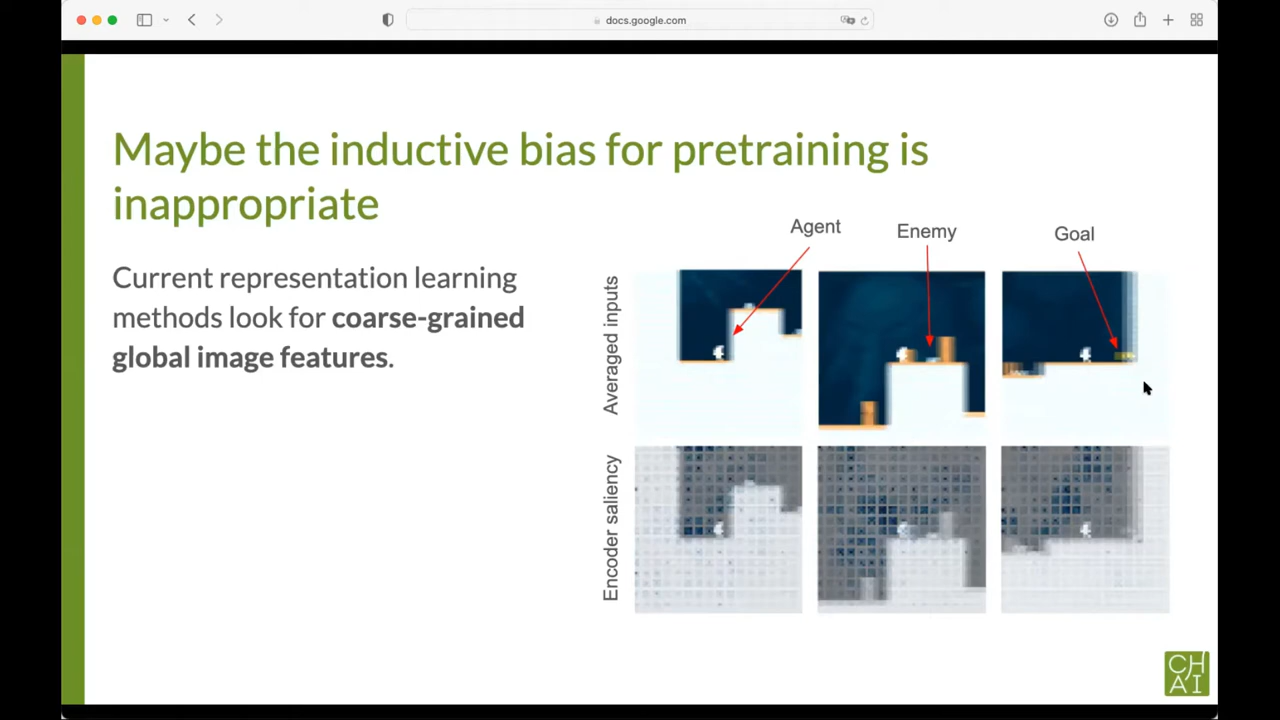 docs.google.com
Maybe the inductive bias for pretraining is
inappropriate
Current representation learning
methods look for coarse-grained
global image features.
Agent
Enemy
Goal
Averaged inputs
Encoder saliency
CH
A'I